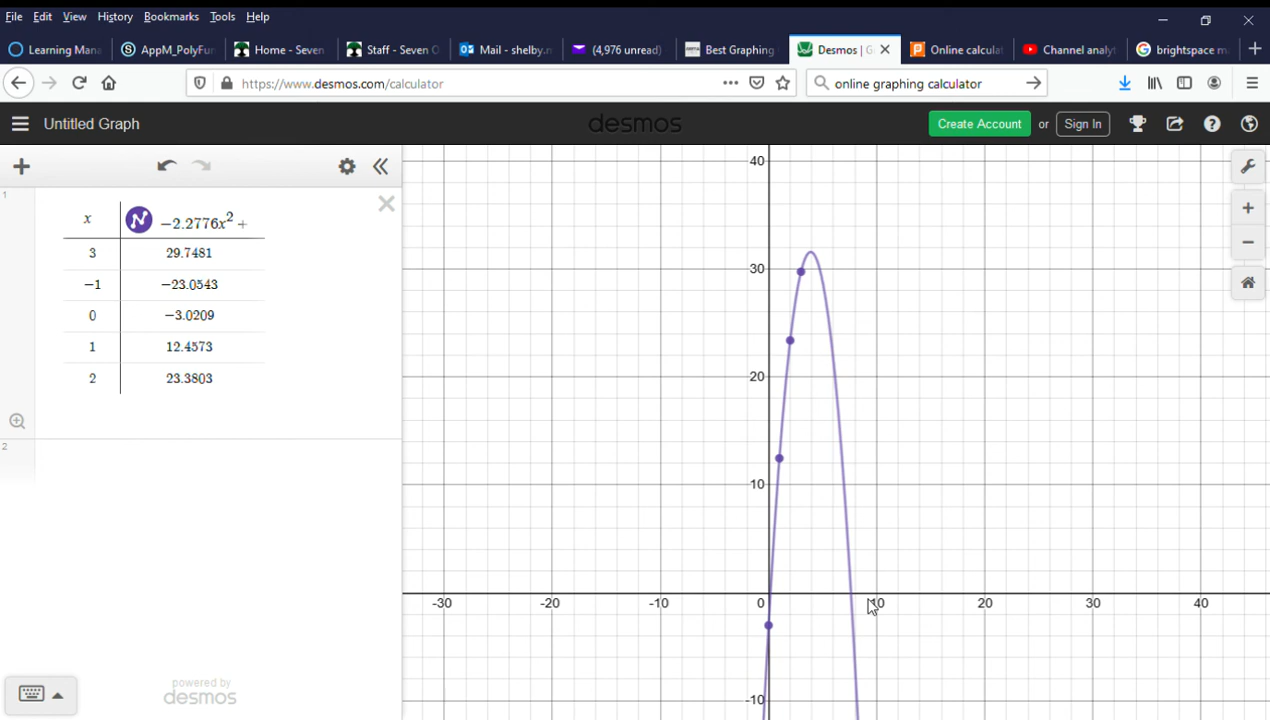 File Edit View History Bookmarks Tools Help
Learning Mana AppM_PolyFun Home - Seven Staff - Seven O Mail - shelby.m (4,976 unread) Best Graphing Desmos | G Online calcula Channel analyt brightspace m
https://www.desmos.com/calculator online graphing calculator
Untitled Graph desmos Create Account or Sign In
1
x −2.2776x² +
3 29.7481
−1 −23.0543
0 −3.0209
1 12.4573
2 23.3803
2
40
30
20
10
-30 -20 -10 0 10 20 30 40
-10
powered by
desmos